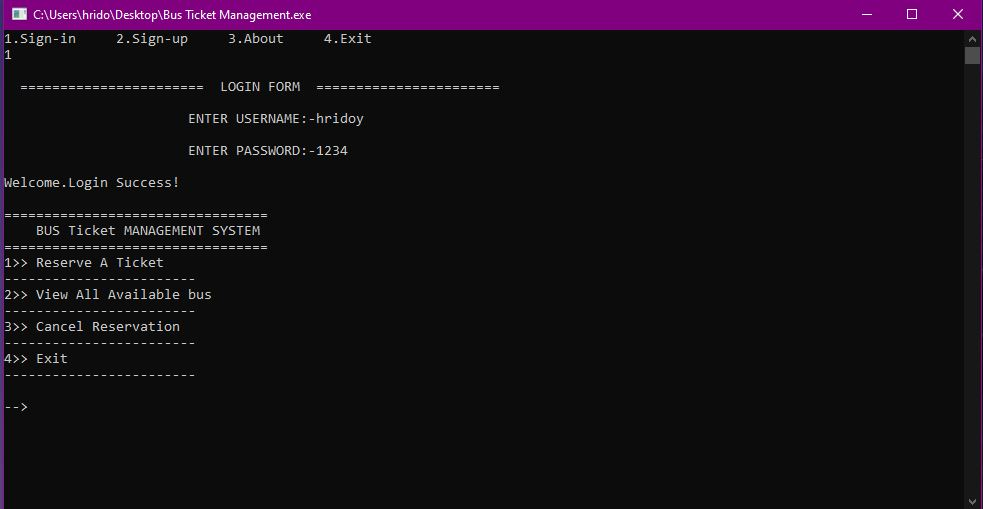 C:\Users\hrido\Desktop\Bus Ticket Management.exe
1.Sign-in     2.Sign-up     3.About     4.Exit
1
=======================  LOGIN FORM  =======================
ENTER USERNAME:-hridoy
ENTER PASSWORD:-1234
Welcome.Login Success!
=================================
BUS Ticket MANAGEMENT SYSTEM
=================================
1>> Reserve A Ticket
------------------------
2>> View All Available bus
------------------------
3>> Cancel Reservation
------------------------
4>> Exit
------------------------
-->